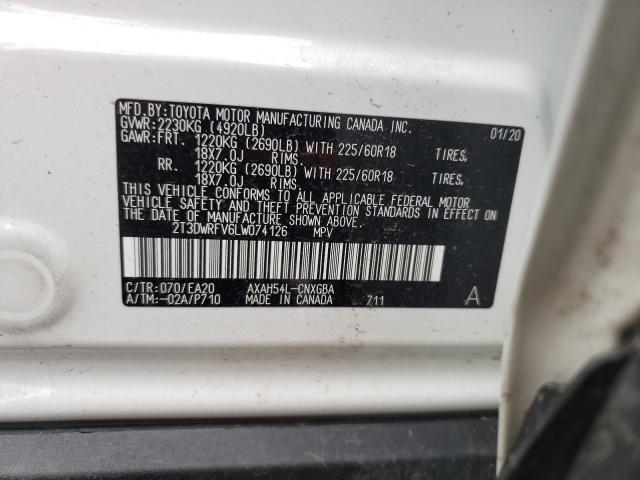 MFD.BY:TOYOTA MOTOR MANUFACTURING CANADA INC. 01/20
GVWR:2230KG (4920LB)
GAWR:FRT. 1220KG (2690LB) WITH 225/60R18 TIRES,
18X7.0J RIMS.
RR. 1220KG (2690LB) WITH 225/60R18 TIRES,
18X7.0J RIMS.
THIS VEHICLE CONFORMS TO ALL APPLICABLE FEDERAL MOTOR
VEHICLE SAFETY, BUMPER, AND THEFT PREVENTION STANDARDS IN EFFECT ON
THE DATE OF MANUFACTURE SHOWN ABOVE.
2T3DWRFV6LW074126 MPV
C/TR:070/EA20 AXAH54L-CNXGBA A
A/TM:-02A/P710 MADE IN CANADA 711